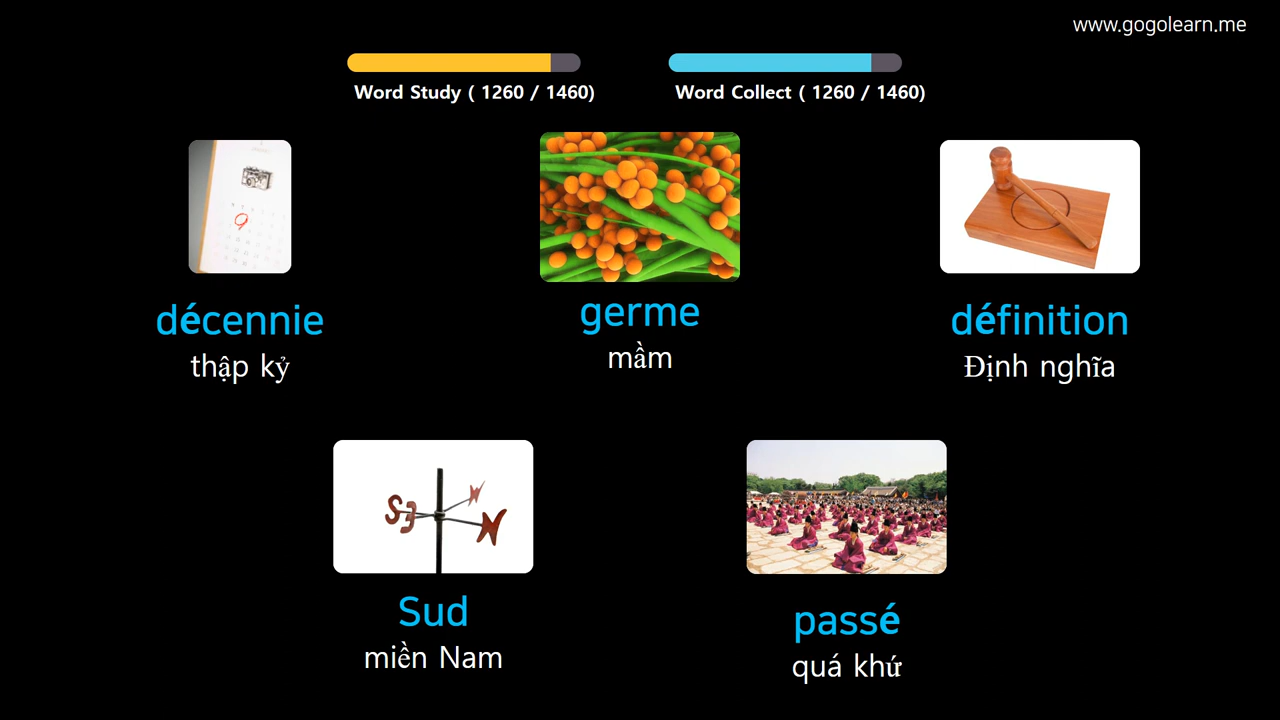 www.gogolearn.me
Word Study ( 1260 / 1460)
Word Collect ( 1260 / 1460)
décennie
thập kỷ
germe
mầm
définition
Định nghĩa
Sud
miền Nam
passé
quá khứ